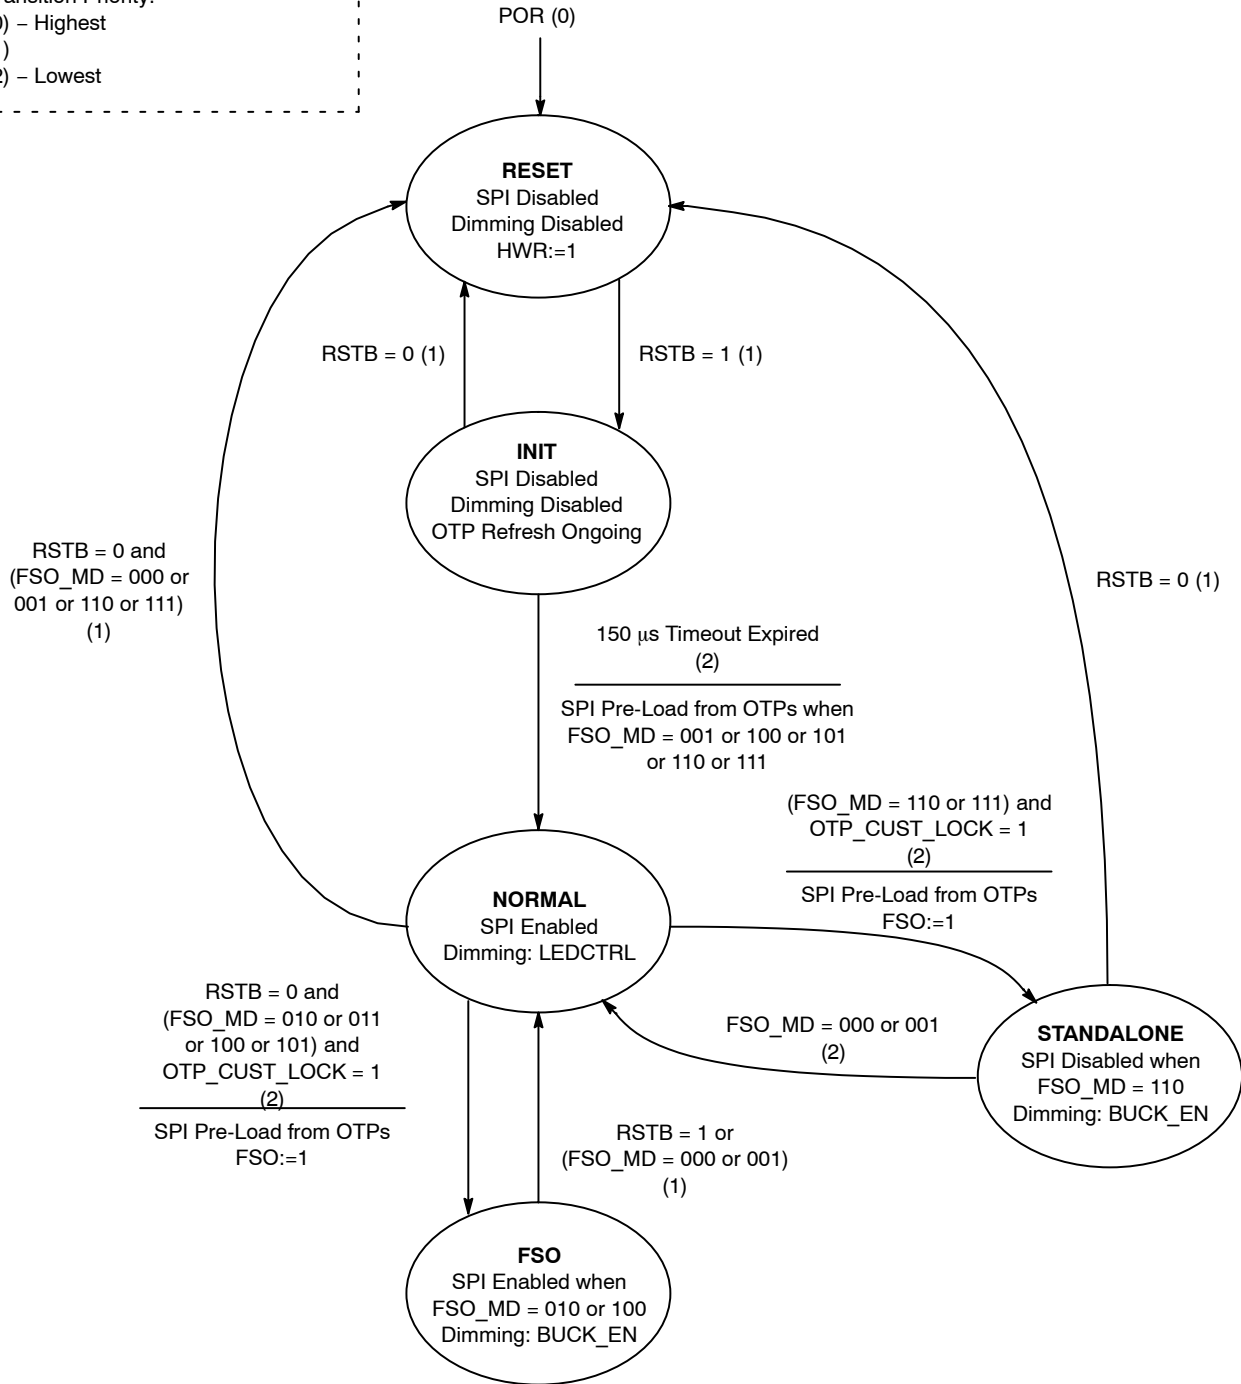 – Highest
– Lowest
POR (0)
RESET
SPI Disabled
Dimming Disabled
HWR:=1
RSTB = 0 (1)
RSTB = 1 (1)
INIT
SPI Disabled
Dimming Disabled
OTP Refresh Ongoing
RSTB = 0 and
(FSO_MD = 000 or
001 or 110 or 111)
(1)
RSTB = 0 (1)
150 μs Timeout Expired
(2)
SPI Pre-Load from OTPs when
FSO_MD = 001 or 100 or 101
or 110 or 111
(FSO_MD = 110 or 111) and
OTP_CUST_LOCK = 1
(2)
SPI Pre-Load from OTPs
FSO:=1
NORMAL
SPI Enabled
Dimming: LEDCTRL
RSTB = 0 and
(FSO_MD = 010 or 011
or 100 or 101) and
OTP_CUST_LOCK = 1
(2)
SPI Pre-Load from OTPs
FSO:=1
FSO_MD = 000 or 001
(2)
STANDALONE
SPI Disabled when
FSO_MD = 110
Dimming: BUCK_EN
RSTB = 1 or
(FSO_MD = 000 or 001)
(1)
FSO
SPI Enabled when
FSO_MD = 010 or 100
Dimming: BUCK_EN